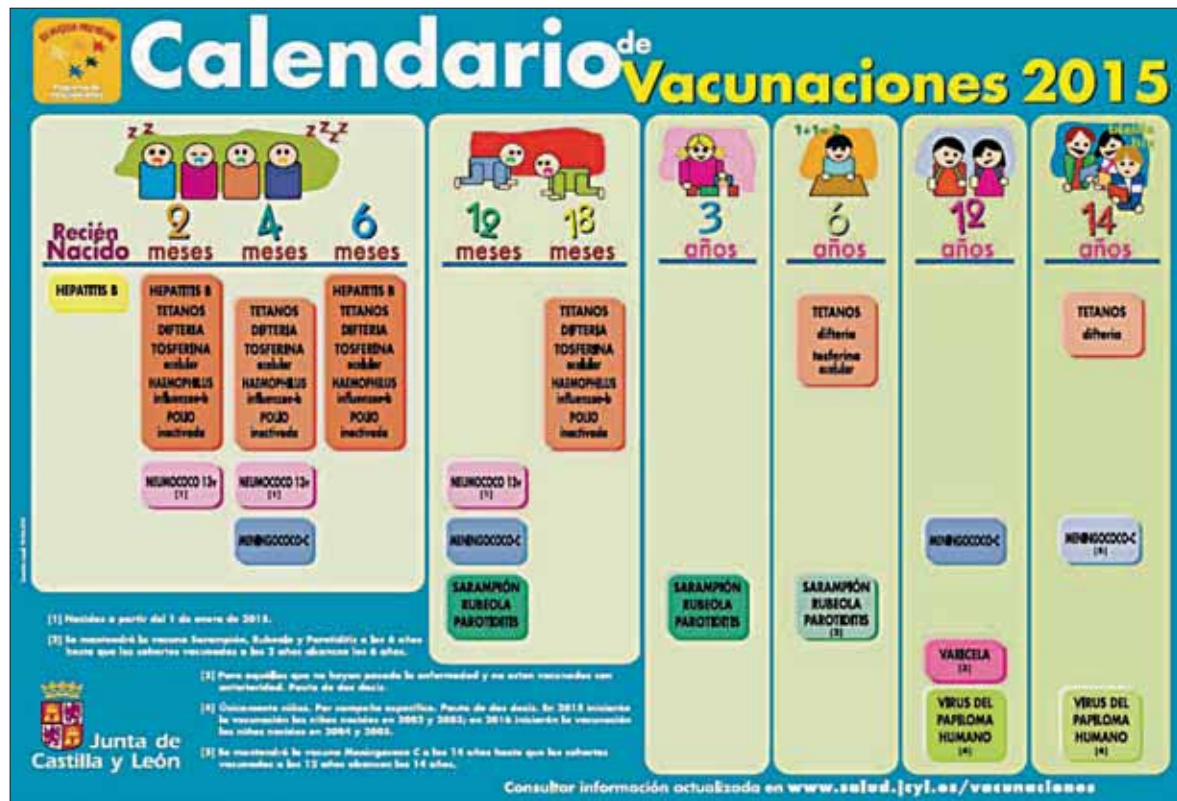 Calendario de
Vacunaciones 2015
1+1=2
Recién Nacido
2 meses
4 meses
6 meses
12 meses
18 meses
3 años
6 años
12 años
14 años
HEPATITIS B
HEPATITIS B
TETANOS
DIFTERIA
TOSFERINA
acelular
HAEMOPHILUS
influenzae-b
POLIO
inactivada
TETANOS
DIFTERIA
TOSFERINA
acelular
HAEMOPHILUS
influenzae-b
POLIO
inactivada
HEPATITIS B
TETANOS
DIFTERIA
TOSFERINA
acelular
HAEMOPHILUS
influenzae-b
POLIO
inactivada
TETANOS
DIFTERIA
TOSFERINA
acelular
HAEMOPHILUS
influenzae-b
POLIO
inactivada
TETANOS
difteria
tosferina
acelular
TETANOS
difteria
NEUMOCOCO 13v
[1]
NEUMOCOCO 13v
[1]
NEUMOCOCO 13v
[1]
MENINGOCOCO-C
MENINGOCOCO-C
MENINGOCOCO-C
MENINGOCOCO-C
[5]
SARAMPIÓN
RUBEOLA
PAROTIDITIS
SARAMPIÓN
RUBEOLA
PAROTIDITIS
SARAMPIÓN
RUBEOLA
PAROTIDITIS
[2]
VARICELA
[3]
VIRUS DEL
PAPILOMA
HUMANO
[4]
VIRUS DEL
PAPILOMA
HUMANO
[4]
[1] Nacidos a partir del 1 de enero de 2015.
[2] Se mantendrá la vacuna Sarampión, Rubeola y Parotiditis a los 6 años
hasta que las cohortes vacunadas a los 3 años alcancen los 6 años.
[3] Para aquellos que no hayan pasado la enfermedad y no estén vacunados con
anterioridad. Pauta de dos dosis.
[4] Únicamente niñas. Por campaña específica. Pauta de dos dosis. En 2015 iniciarán
la vacunación las niñas nacidas en 2002 y 2003; en 2016 iniciarán la vacunación
las niñas nacidas en 2004 y 2005.
[5] Se mantendrá la vacuna Meningococo C a los 14 años hasta que las cohortes
vacunadas a los 12 años alcancen los 14 años.
Junta de
Castilla y León
Consultar información actualizada en www.salud.jcyl.es/vacunaciones